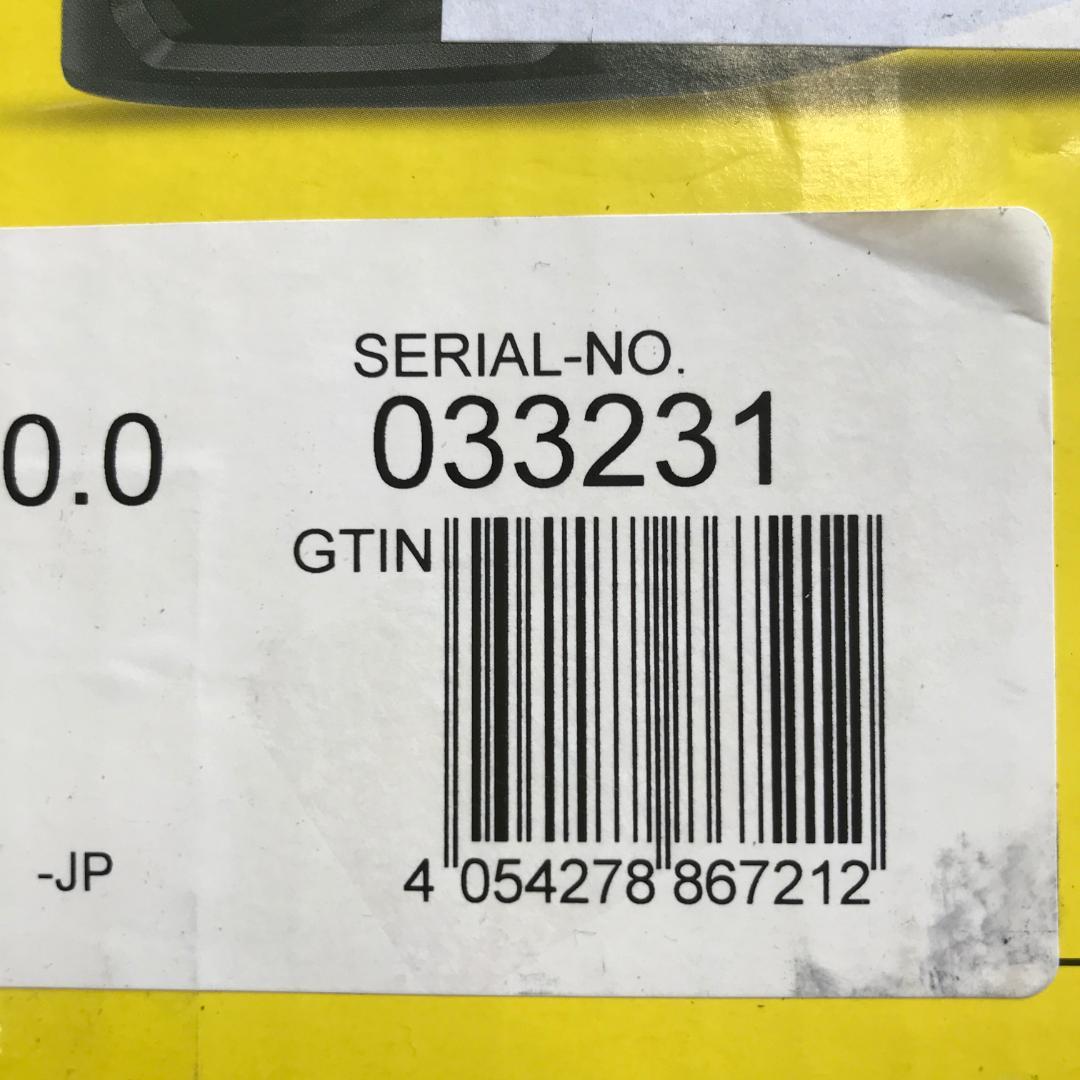 SERIAL-NO.
0.0 033231
GTIN
-JP
4 054278 867212